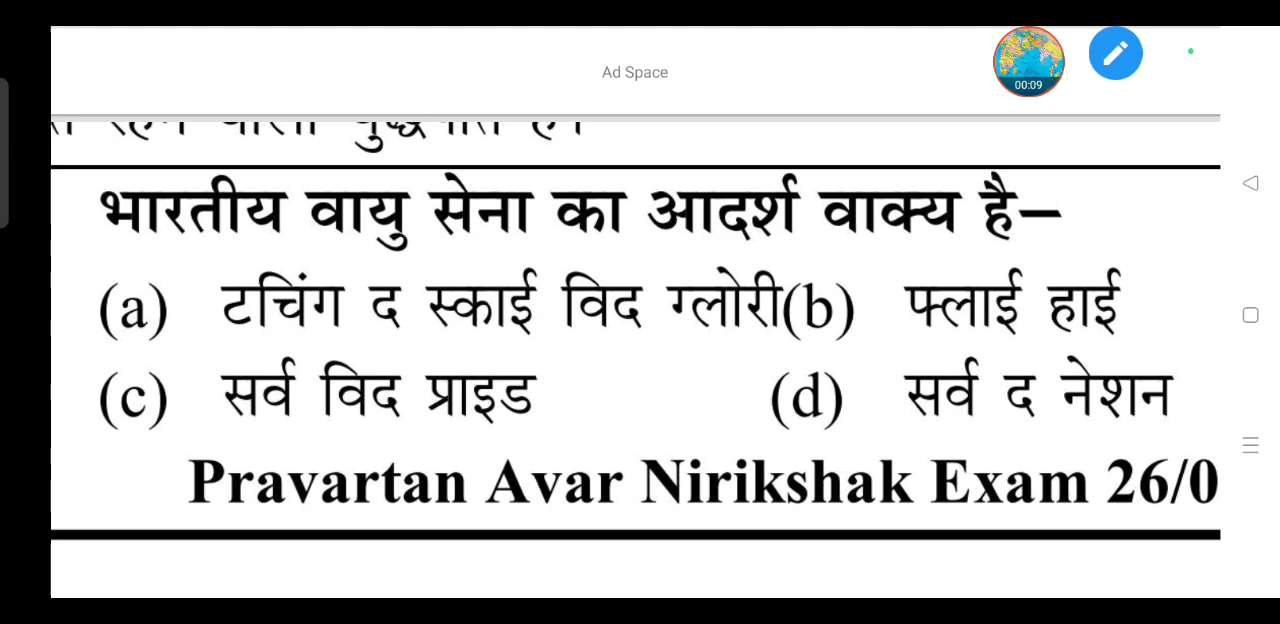 Ad Space
00:09
भारतीय वायु सेना का आदर्श वाक्य है–
(a) टचिंग द स्काई विद ग्लोरी(b) फ्लाई हाई
(c) सर्व विद प्राइड (d) सर्व द नेशन
Pravartan Avar Nirikshak Exam 26/0